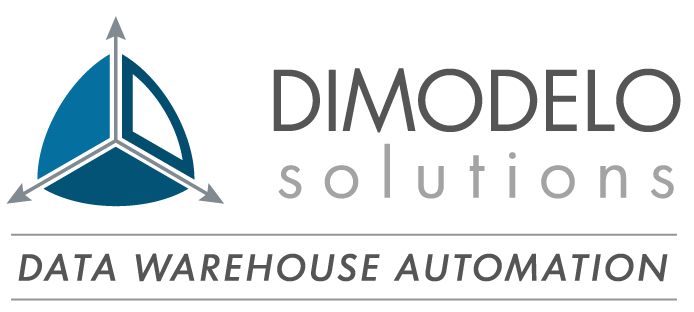 DIMODELO
solutions
DATA WAREHOUSE AUTOMATION